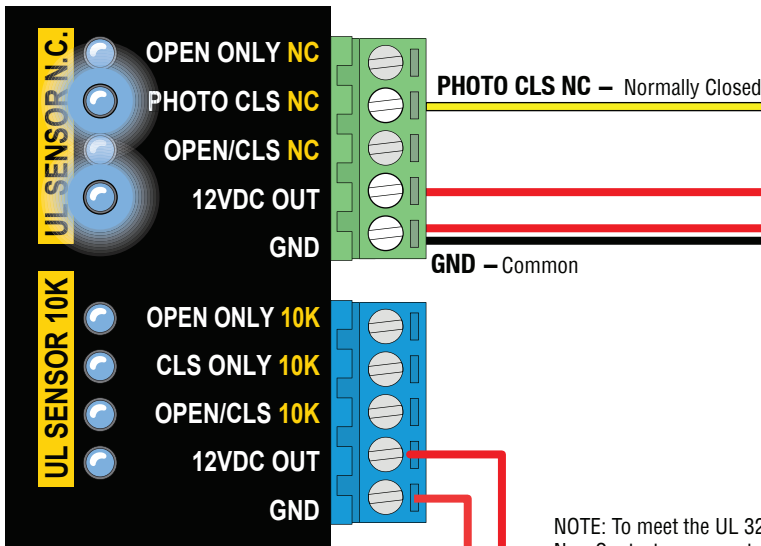 UL SENSOR N.C.
OPEN ONLY NC
PHOTO CLS NC
OPEN/CLS NC
12VDC OUT
GND
PHOTO CLS NC – Normally Closed
GND – Common
UL SENSOR 10K
OPEN ONLY 10K
CLS ONLY 10K
OPEN/CLS 10K
12VDC OUT
GND
NOTE: To meet the UL 32